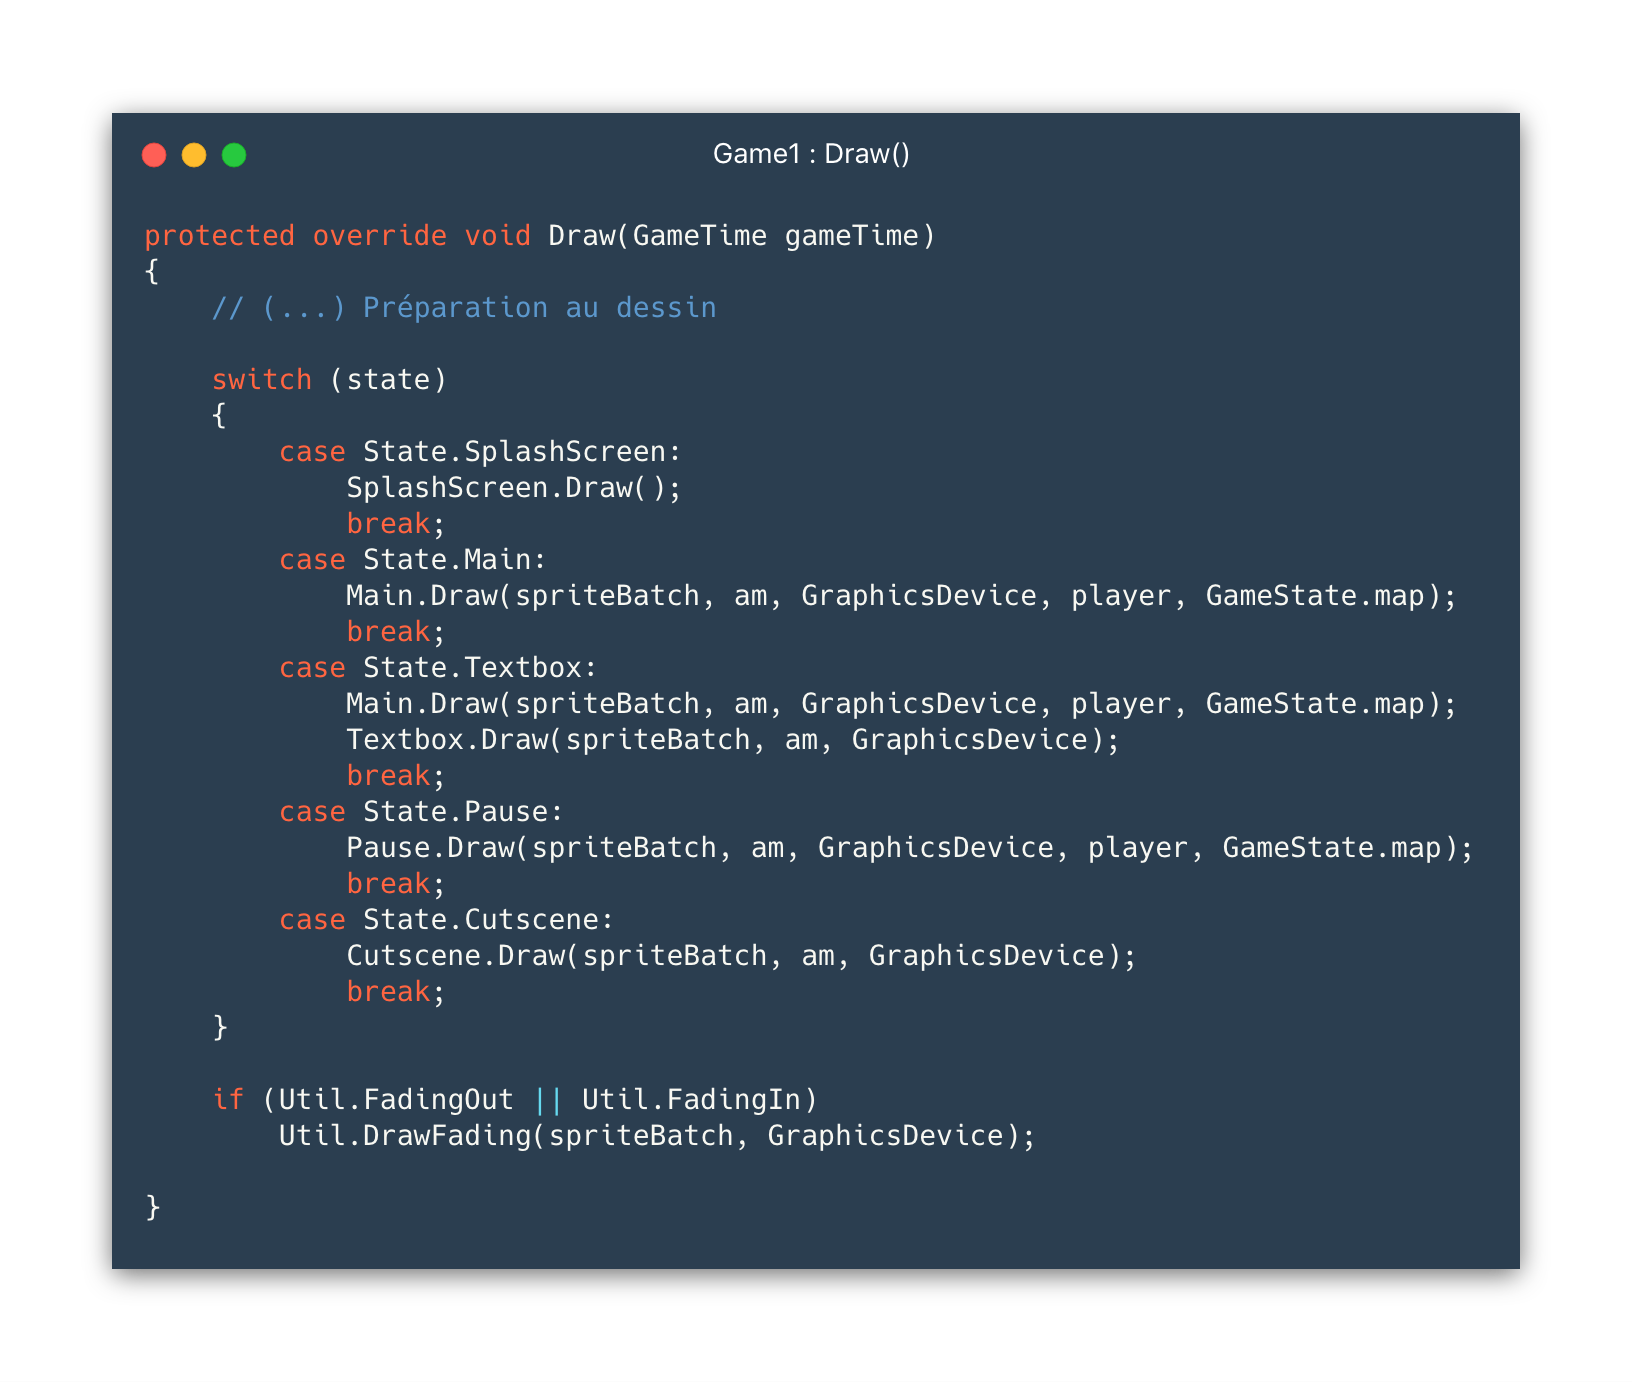 Game1 : Draw()
protected override void Draw(GameTime gameTime)
{
    // (...) Préparation au dessin

    switch (state)
    {
        case State.SplashScreen:
            SplashScreen.Draw();
            break;
        case State.Main:
            Main.Draw(spriteBatch, am, GraphicsDevice, player, GameState.map);
            break;
        case State.Textbox:
            Main.Draw(spriteBatch, am, GraphicsDevice, player, GameState.map);
            Textbox.Draw(spriteBatch, am, GraphicsDevice);
            break;
        case State.Pause:
            Pause.Draw(spriteBatch, am, GraphicsDevice, player, GameState.map);
            break;
        case State.Cutscene:
            Cutscene.Draw(spriteBatch, am, GraphicsDevice);
            break;
    }

    if (Util.FadingOut || Util.FadingIn)
        Util.DrawFading(spriteBatch, GraphicsDevice);

}